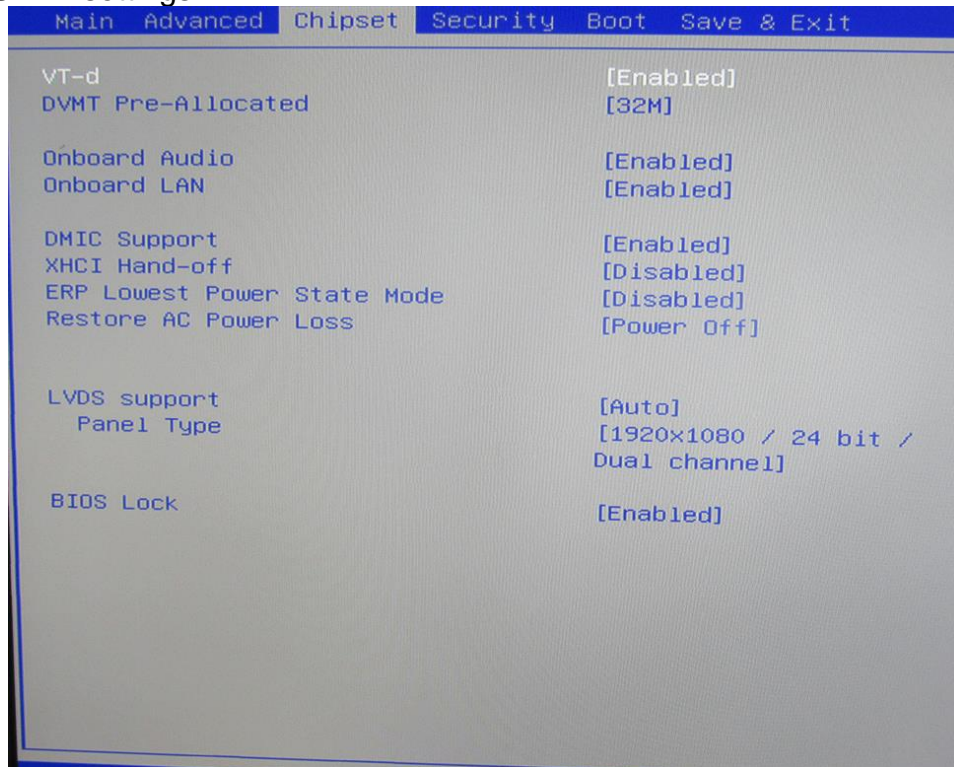 Main Advanced Chipset Security Boot Save & Exit
VT-d [Enabled]
DVMT Pre-Allocated [32M]
Onboard Audio [Enabled]
Onboard LAN [Enabled]
DMIC Support [Enabled]
XHCI Hand-off [Disabled]
ERP Lowest Power State Mode [Disabled]
Restore AC Power Loss [Power Off]
LVDS support [Auto]
Panel Type [1920x1080 / 24 bit /
Dual channel]
BIOS Lock [Enabled]